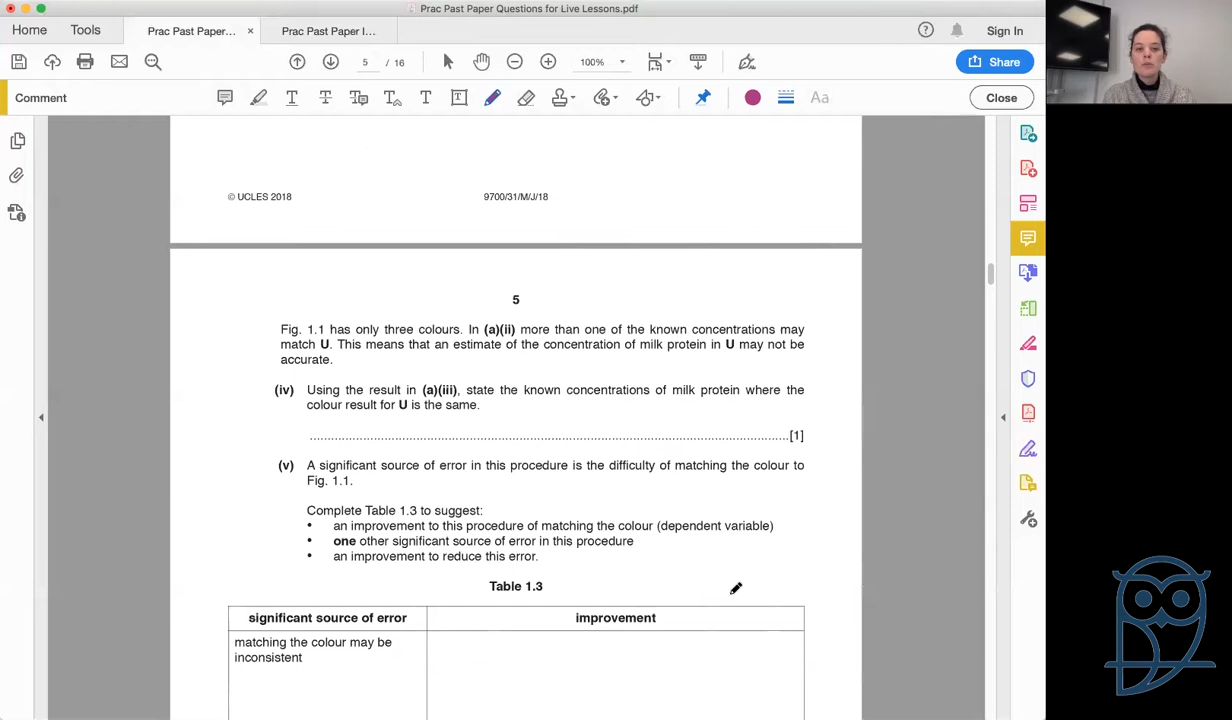 Prac Past Paper Questions for Live Lessons.pdf
Home Tools Prac Past Paper... × Prac Past Paper I... Sign In
5 / 16 100% Share
Comment T T T T T Aa Close
© UCLES 2018 9700/31/M/J/18
5
Fig. 1.1 has only three colours. In (a)(ii) more than one of the known concentrations may
match U. This means that an estimate of the concentration of milk protein in U may not be
accurate.
(iv) Using the result in (a)(iii), state the known concentrations of milk protein where the
colour result for U is the same.
..........................................................................................................................................[1]
(v) A significant source of error in this procedure is the difficulty of matching the colour to
Fig. 1.1.
Complete Table 1.3 to suggest:
• an improvement to this procedure of matching the colour (dependent variable)
• one other significant source of error in this procedure
• an improvement to reduce this error.
Table 1.3
significant source of error improvement
matching the colour may be
inconsistent